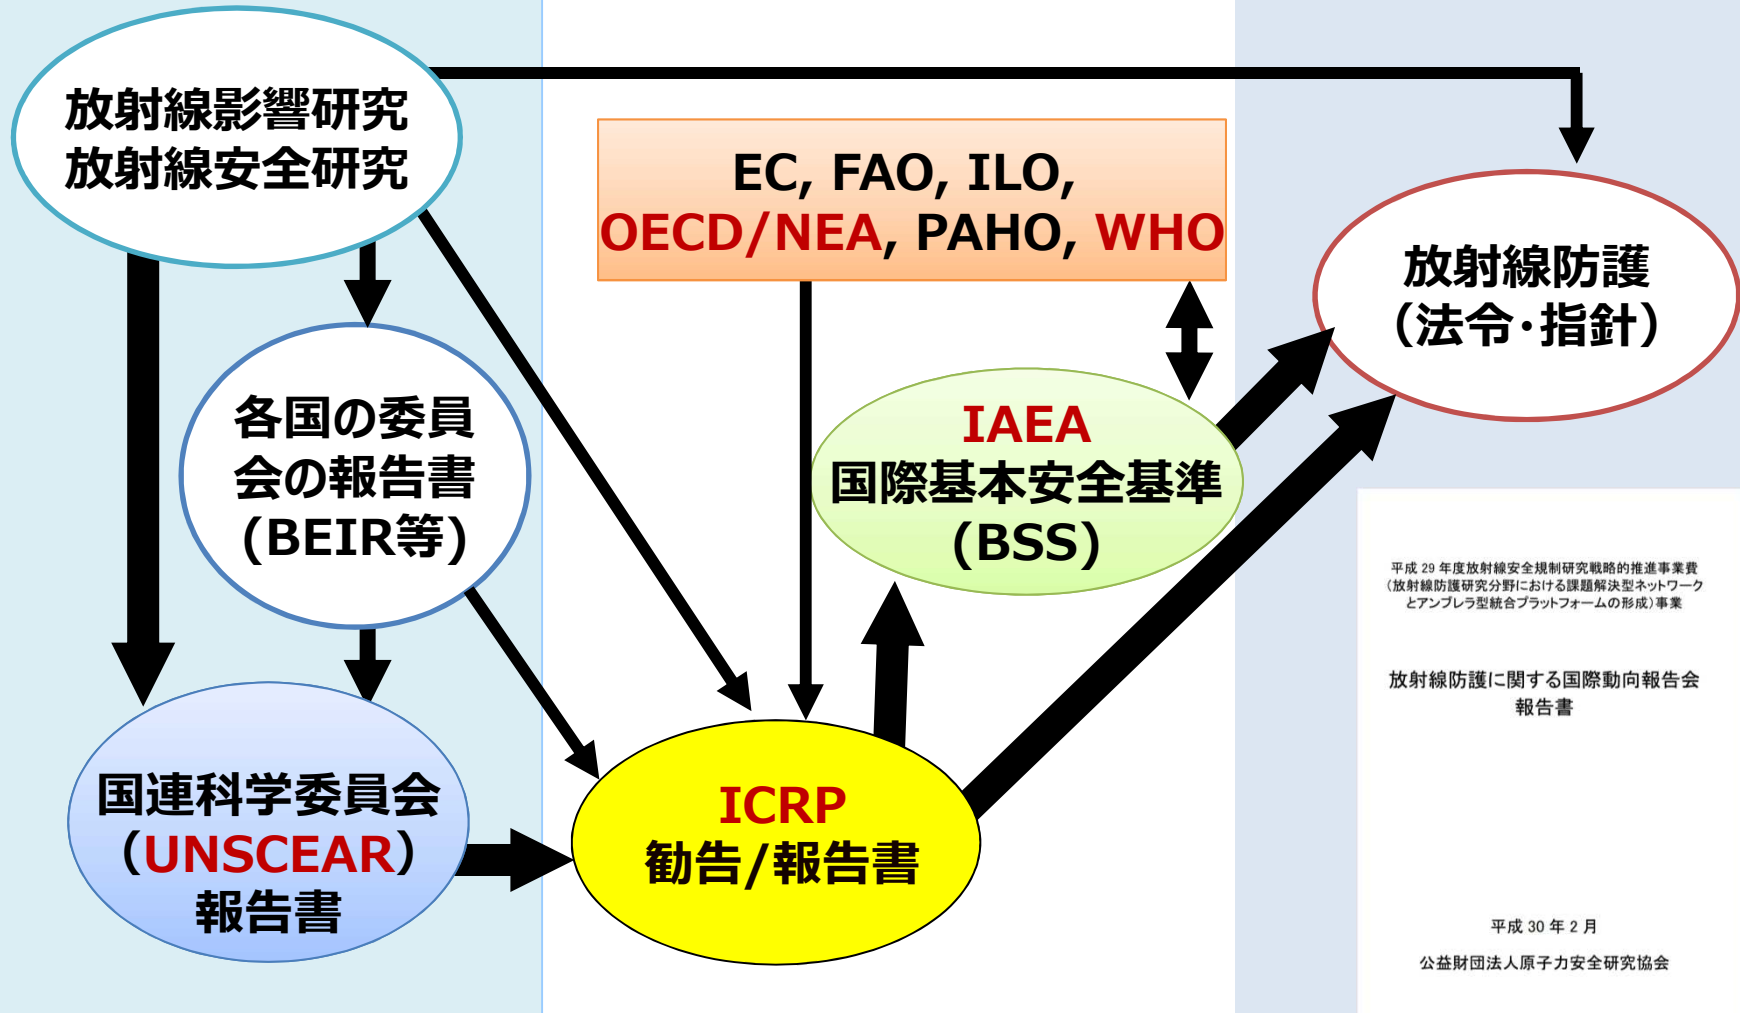 放射線影響研究
放射線安全研究
EC, FAO, ILO,
OECD/NEA, PAHO, WHO
放射線防護
（法令・指針）
各国の委員
会の報告書
(BEIR等)
IAEA
国際基本安全基準
(BSS)
国連科学委員会
（UNSCEAR）
報告書
ICRP
勧告/報告書
平成 29 年度放射線安全規制研究戦略的推進事業費
（放射線防護研究分野における課題解決型ネットワーク
とアンブレラ型統合プラットフォームの形成）事業
放射線防護に関する国際動向報告会
報告書
平成 30 年 2 月
公益財団法人原子力安全研究協会